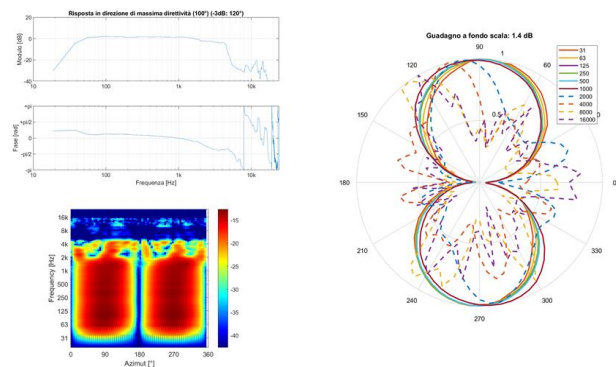 Risposta in direzione di massima direttività (100°) (-3dB: 120°)
20
0
-20
-40
Modulo [dB]
10
100
1k
10k
+pi
+pi/2
0
-pi/2
-pi
Fase [rad]
10
100
1k
10k
Frequenza [Hz]
16k
8k
4k
2k
1k
500
250
125
63
31
Frequency [Hz]
0
90
180
270
360
Azimut [°]
-15
-20
-25
-30
-35
-40
Guadagno a fondo scala: 1.4 dB
90
1
120
60
150
0.5
180
0
210
330
240
300
270
31
63
125
250
500
1000
2000
4000
8000
16000